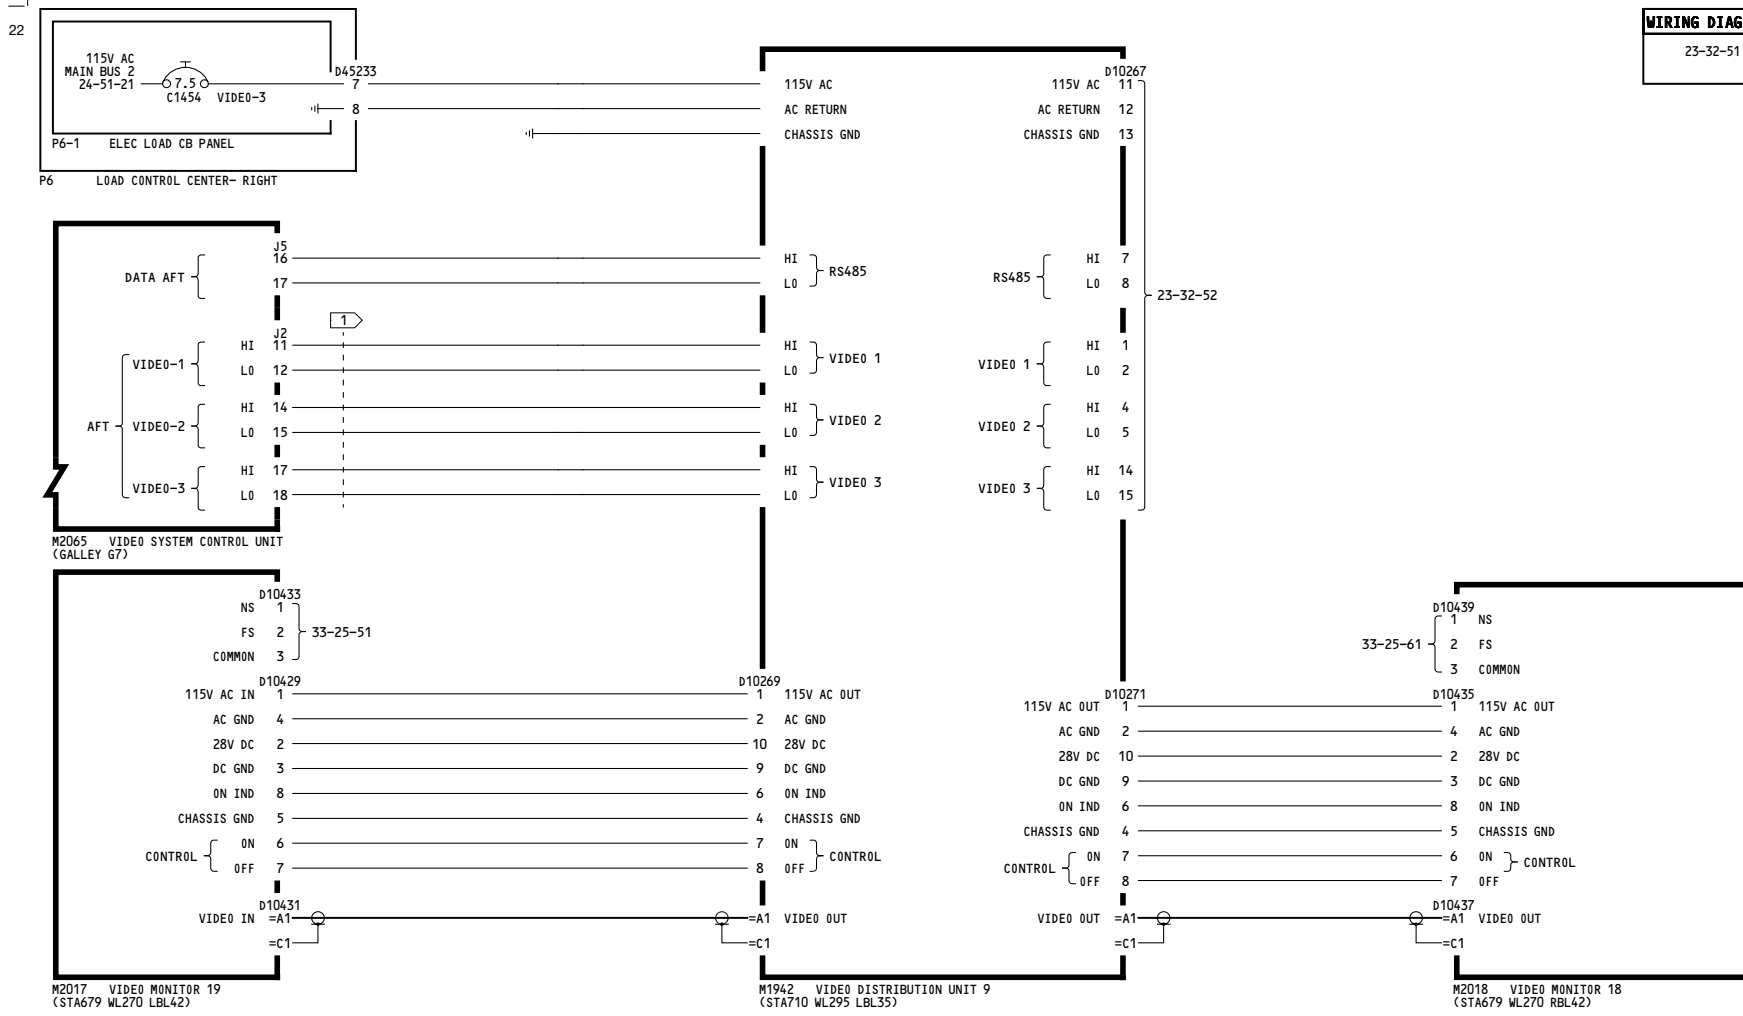 22
WIRING DIAG
23-32-51
115V AC
MAIN BUS 2
24-51-21
7.5
C1454 VIDEO-3
D45233
7
8
P6-1 ELEC LOAD CB PANEL
P6 LOAD CONTROL CENTER- RIGHT
115V AC
AC RETURN
CHASSIS GND
D10267
115V AC 11
AC RETURN 12
CHASSIS GND 13
J5
DATA AFT
16
17
HI
LO
RS485
RS485
HI 7
LO 8
23-32-52
1
J2
AFT
VIDEO-1
HI 11
LO 12
VIDEO-2
HI 14
LO 15
VIDEO-3
HI 17
LO 18
HI
LO
VIDEO 1
HI
LO
VIDEO 2
HI
LO
VIDEO 3
VIDEO 1
HI 1
LO 2
VIDEO 2
HI 4
LO 5
VIDEO 3
HI 14
LO 15
M2065 VIDEO SYSTEM CONTROL UNIT
(GALLEY G7)
D10433
NS 1
FS 2
COMMON 3
33-25-51
D10429
115V AC IN 1
AC GND 4
28V DC 2
DC GND 3
ON IND 8
CHASSIS GND 5
CONTROL
ON 6
OFF 7
D10431
VIDEO IN =A1
=C1
M2017 VIDEO MONITOR 19
(STA679 WL270 LBL42)
D10269
1 115V AC OUT
2 AC GND
10 28V DC
9 DC GND
6 ON IND
4 CHASSIS GND
7 ON
8 OFF
CONTROL
=A1 VIDEO OUT
=C1
D10271
115V AC OUT 1
AC GND 2
28V DC 10
DC GND 9
ON IND 6
CHASSIS GND 4
CONTROL
ON 7
OFF 8
VIDEO OUT =A1
=C1
M1942 VIDEO DISTRIBUTION UNIT 9
(STA710 WL295 LBL35)
D10439
33-25-61
1 NS
2 FS
3 COMMON
D10435
1 115V AC OUT
4 AC GND
2 28V DC
3 DC GND
8 ON IND
5 CHASSIS GND
6 ON
7 OFF
CONTROL
D10437
=A1 VIDEO OUT
=C1
M2018 VIDEO MONITOR 18
(STA679 WL270 RBL42)